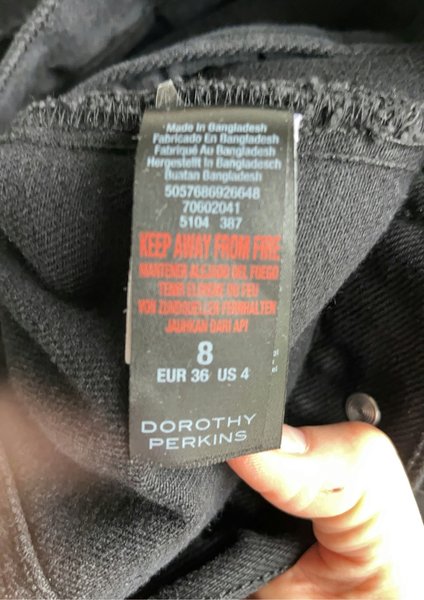 Made In Bangladesh
Fabricado En Bangladesh
Fabriqué Au Bangladesh
Hergestellt In Bangladesch
Buatan Bangladesh
5057686926648
70602041
5104 387
KEEP AWAY FROM FIRE
MANTENER ALEJADO DEL FUEGO
TENIR ELOIGNE DU FEU
VON ZUNDQUELLEN FERNHALTEN
JAUHKAN DARI API
8
EUR 36 US 4
DOROTHY
PERKINS